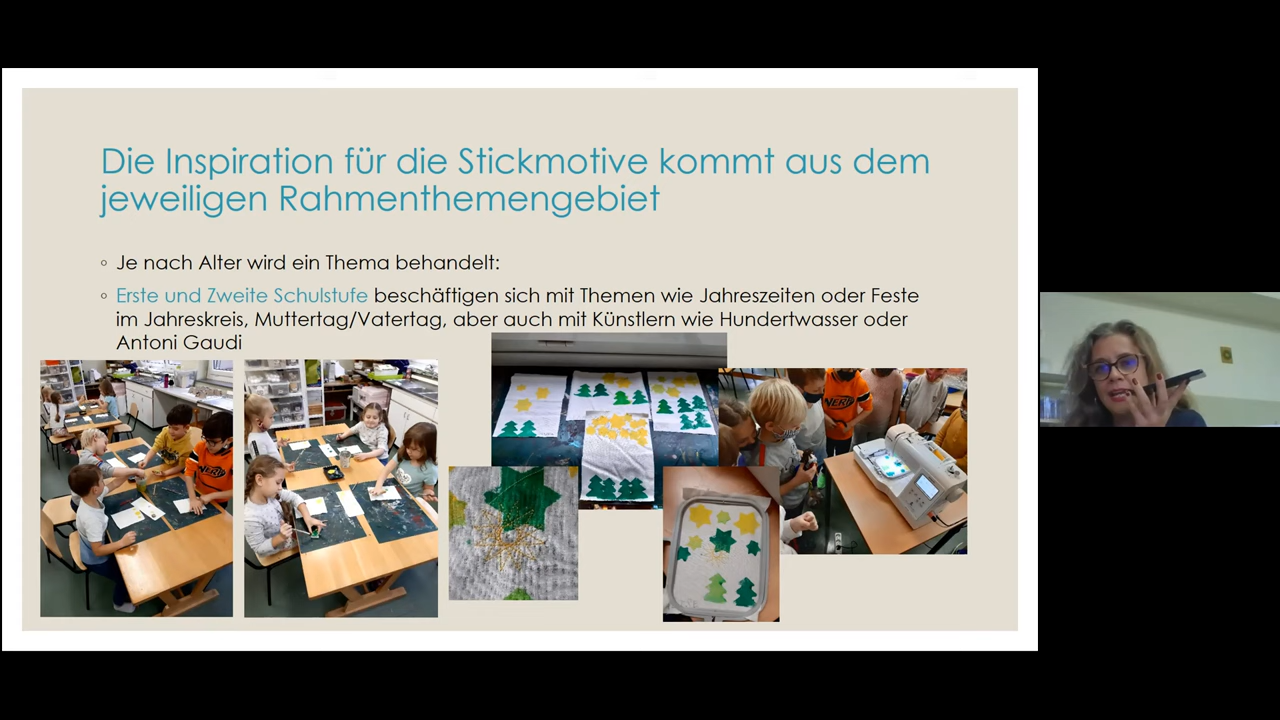 Die Inspiration für die Stickmotive kommt aus dem
jeweiligen Rahmenthemengebiet
◦ Je nach Alter wird ein Thema behandelt:
◦ Erste und Zweite Schulstufe beschäftigen sich mit Themen wie Jahreszeiten oder Feste
im Jahreskreis, Muttertag/Vatertag, aber auch mit Künstlern wie Hundertwasser oder
Antoni Gaudi
NERF
NERF